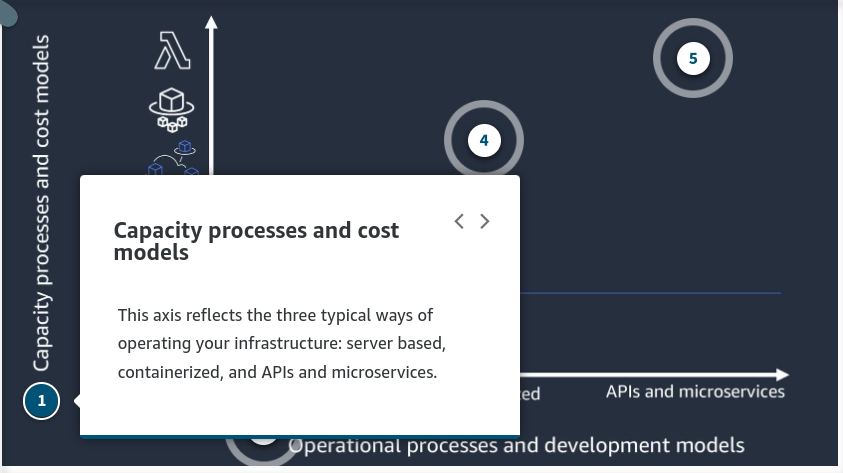 Capacity processes and cost models
5
4
Capacity processes and cost
models
This axis reflects the three typical ways of
operating your infrastructure: server based,
containerized, and APIs and microservices.
1
APIs and microservices
Operational processes and development models